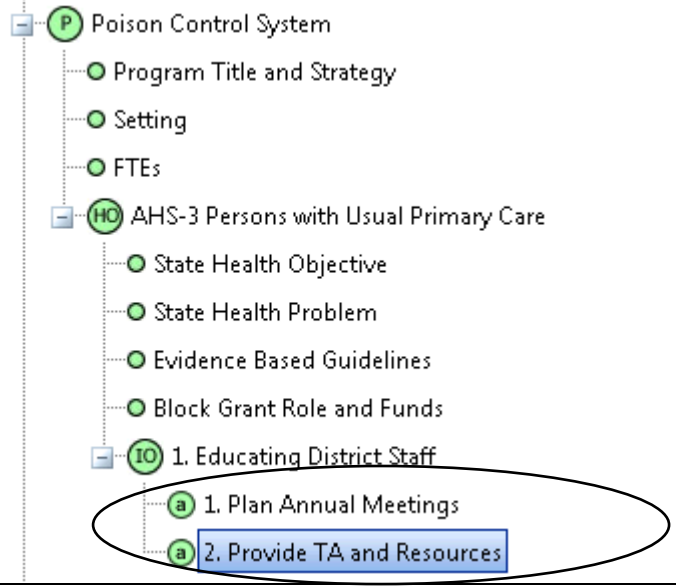 P Poison Control System
Program Title and Strategy
Setting
FTEs
HO AHS-3 Persons with Usual Primary Care
State Health Objective
State Health Problem
Evidence Based Guidelines
Block Grant Role and Funds
IO 1. Educating District Staff
a 1. Plan Annual Meetings
a 2. Provide TA and Resources